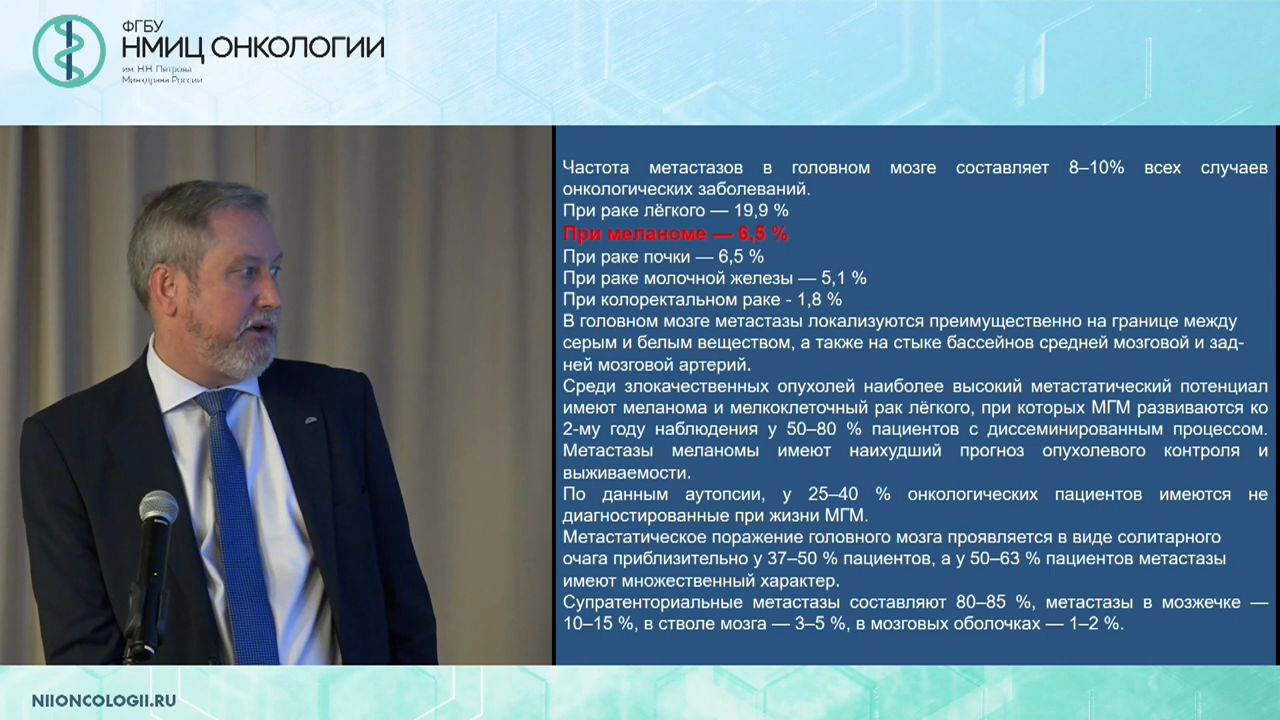 ФГБУ
НМИЦ ОНКОЛОГИИ
им. Н.Н. Петрова
Минздрава России
Частота метастазов в головном мозге составляет 8–10% всех случаев
онкологических заболеваний.
При раке лёгкого — 19,9 %
При меланоме — 6,5 %
При раке почки — 6,5 %
При раке молочной железы — 5,1 %
При колоректальном раке - 1,8 %
В головном мозге метастазы локализуются преимущественно на границе между
серым и белым веществом, а также на стыке бассейнов средней мозговой и зад-
ней мозговой артерий.
Среди злокачественных опухолей наиболее высокий метастатический потенциал
имеют меланома и мелкоклеточный рак лёгкого, при которых МГМ развиваются ко
2-му году наблюдения у 50–80 % пациентов с диссеминированным процессом.
Метастазы меланомы имеют наихудший прогноз опухолевого контроля и
выживаемости.
По данным аутопсии, у 25–40 % онкологических пациентов имеются не
диагностированные при жизни МГМ.
Метастатическое поражение головного мозга проявляется в виде солитарного
очага приблизительно у 37–50 % пациентов, а у 50–63 % пациентов метастазы
имеют множественный характер.
Супратенториальные метастазы составляют 80–85 %, метастазы в мозжечке —
10–15 %, в стволе мозга — 3–5 %, в мозговых оболочках — 1–2 %.
NIIONCOLOGII.RU